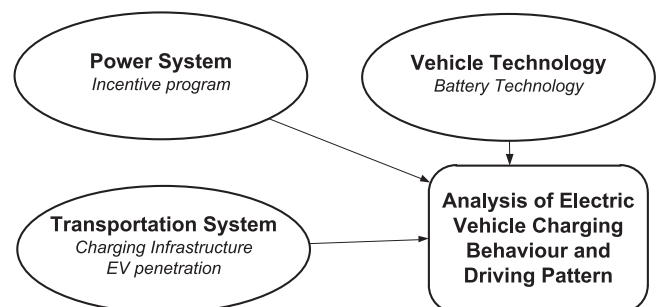 Power System
Incentive program
Vehicle Technology
Battery Technology
Transportation System
Charging Infrastructure
EV penetration
Analysis of Electric
Vehicle Charging
Behaviour and
Driving Pattern